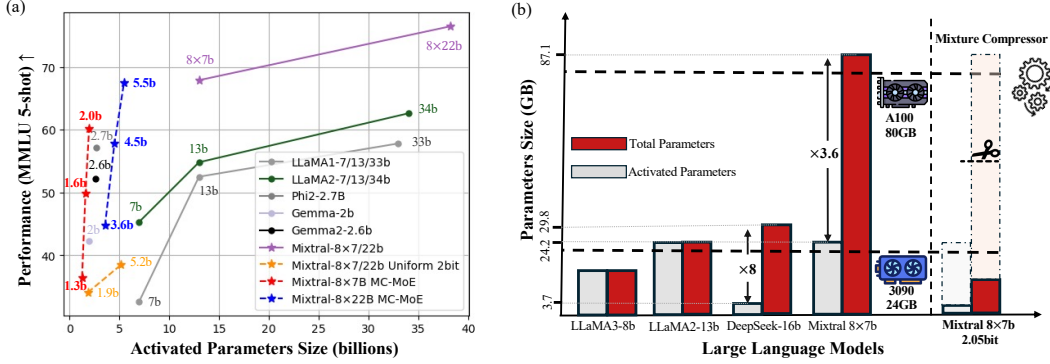 (a)
Performance (MMLU 5-shot) ↑
70
60
50
40
0
5
10
15
20
25
30
35
40
Activated Parameters Size (billions)
8×7b
8×22b
5.5b
2.0b
2.7b
4.5b
2.6b
1.6b
2b
3.6b
1.3b
1.9b
5.2b
7b
13b
34b
33b
13b
7b
LLaMA1-7/13/33b
LLaMA2-7/13/34b
Phi2-2.7B
Gemma-2b
Gemma2-2.6b
Mixtral-8×7/22b
Mixtral-8×7/22b Uniform 2bit
Mixtral-8×7B MC-MoE
Mixtral-8×22B MC-MoE
(b)
Parameters Size (GB)
87.1
29.8
24.2
3.7
Total Parameters
Activated Parameters
×3.6
×8
A100
80GB
3090
24GB
Mixture Compressor
LLaMA3-8b
LLaMA2-13b
DeepSeek-16b
Mixtral 8×7b
Mixtral 8×7b
2.05bit
Large Language Models